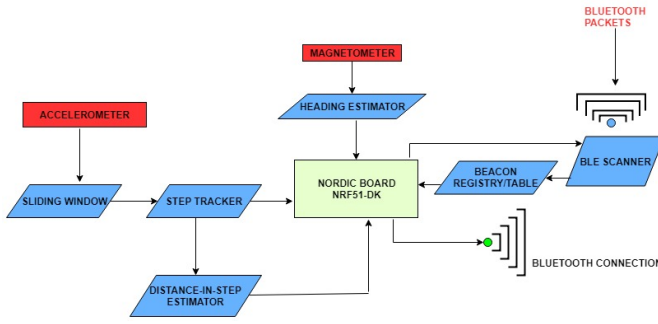 BLUETOOTH
PACKETS
MAGNETOMETER
ACCELEROMETER
HEADING ESTIMATOR
BLE SCANNER
NORDIC BOARD
NRF51-DK
BEACON
REGISTRY/TABLE
SLIDING WINDOW
STEP TRACKER
BLUETOOTH CONNECTION
DISTANCE-IN-STEP
ESTIMATOR